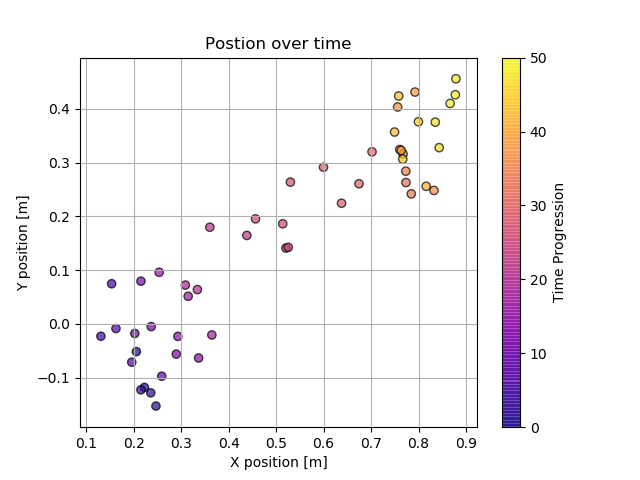 Postion over time
Y position [m]
0.4
0.3
0.2
0.1
0.0
−0.1
0.1 0.2 0.3 0.4 0.5 0.6 0.7 0.8 0.9
X position [m]
50
40
30
20
10
0
Time Progression